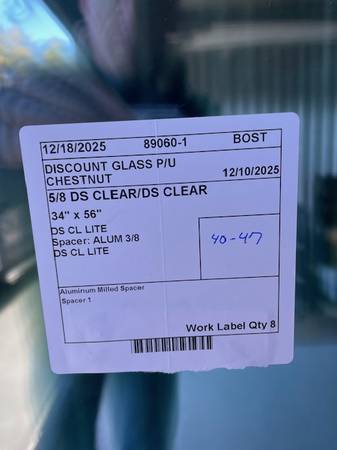 12/18/2025 89060-1 BOST
DISCOUNT GLASS P/U
CHESTNUT 12/10/2025
5/8 DS CLEAR/DS CLEAR
34" x 56"
DS CL LITE
Spacer: ALUM 3/8
DS CL LITE
40-47
Aluminum Milled Spacer
Spacer 1
Work Label Qty 8